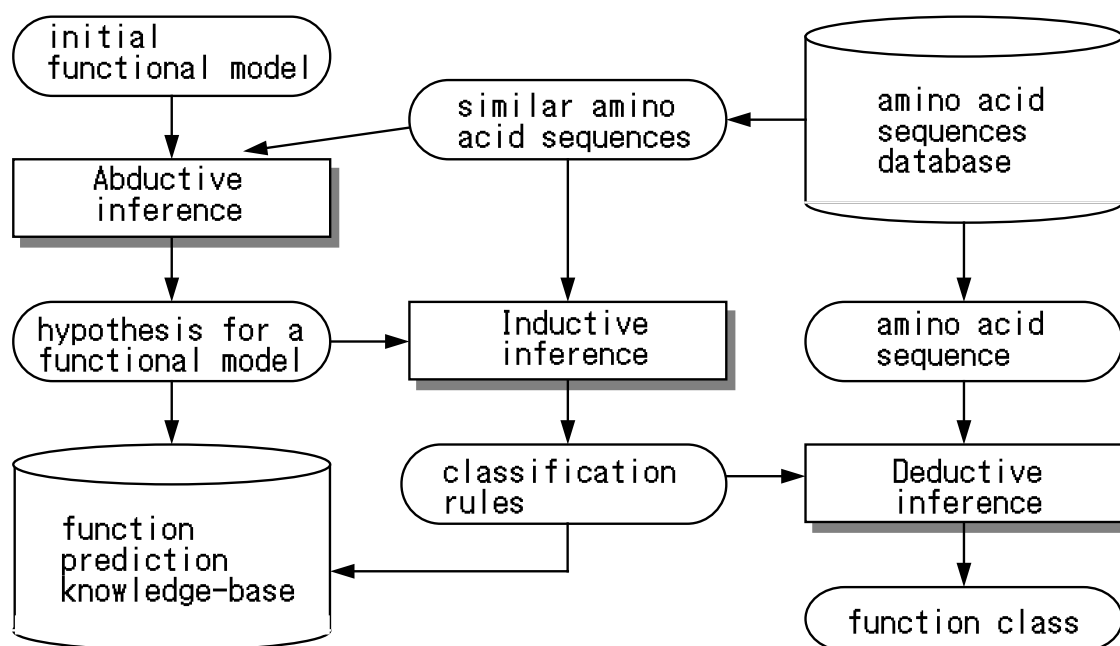 initial
functional model
similar amino
acid sequences
amino acid
sequences
database
Abductive
inference
hypothesis for a
functional model
Inductive
inference
amino acid
sequence
function
prediction
knowledge-base
classification
rules
Deductive
inference
function class